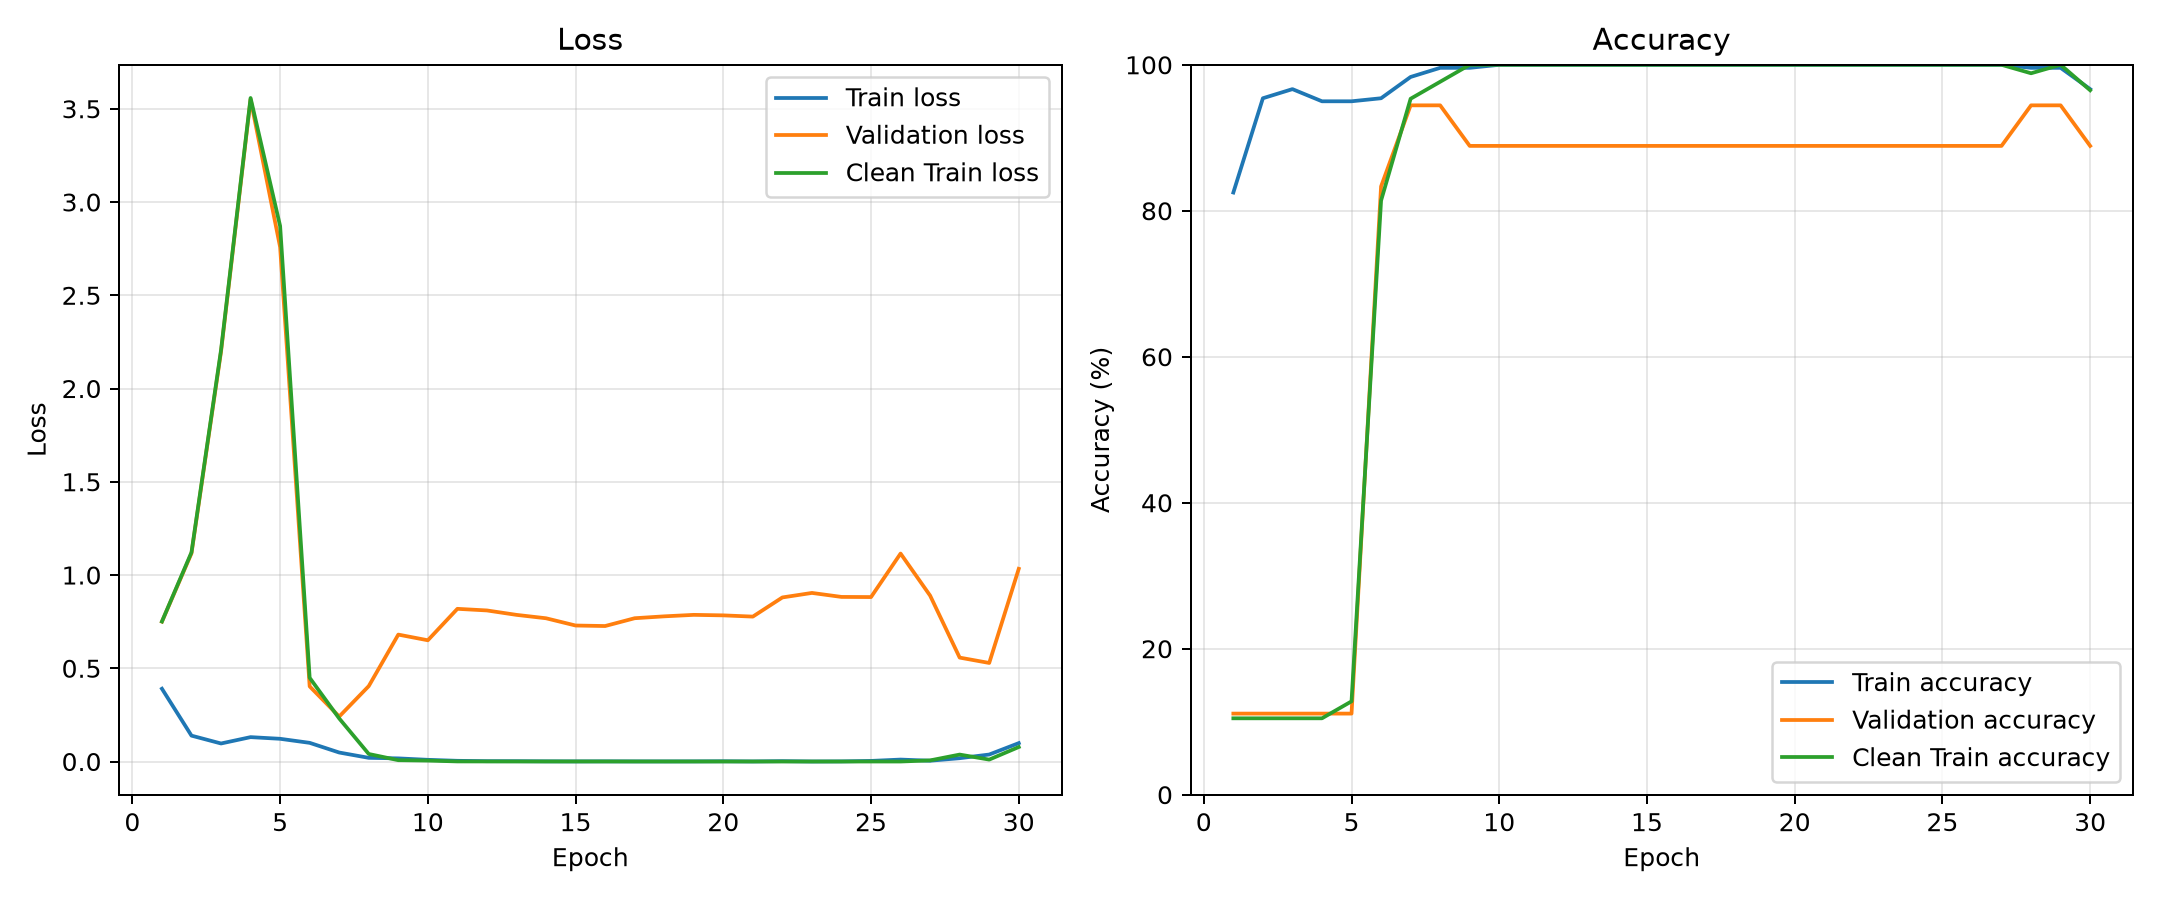 Loss
Train loss
Validation loss
Clean Train loss
3.5
3.0
2.5
2.0
1.5
1.0
0.5
0.0
Loss
0 5 10 15 20 25 30
Epoch
Accuracy
100
80
60
40
20
0
Accuracy (%)
Train accuracy
Validation accuracy
Clean Train accuracy
0 5 10 15 20 25 30
Epoch